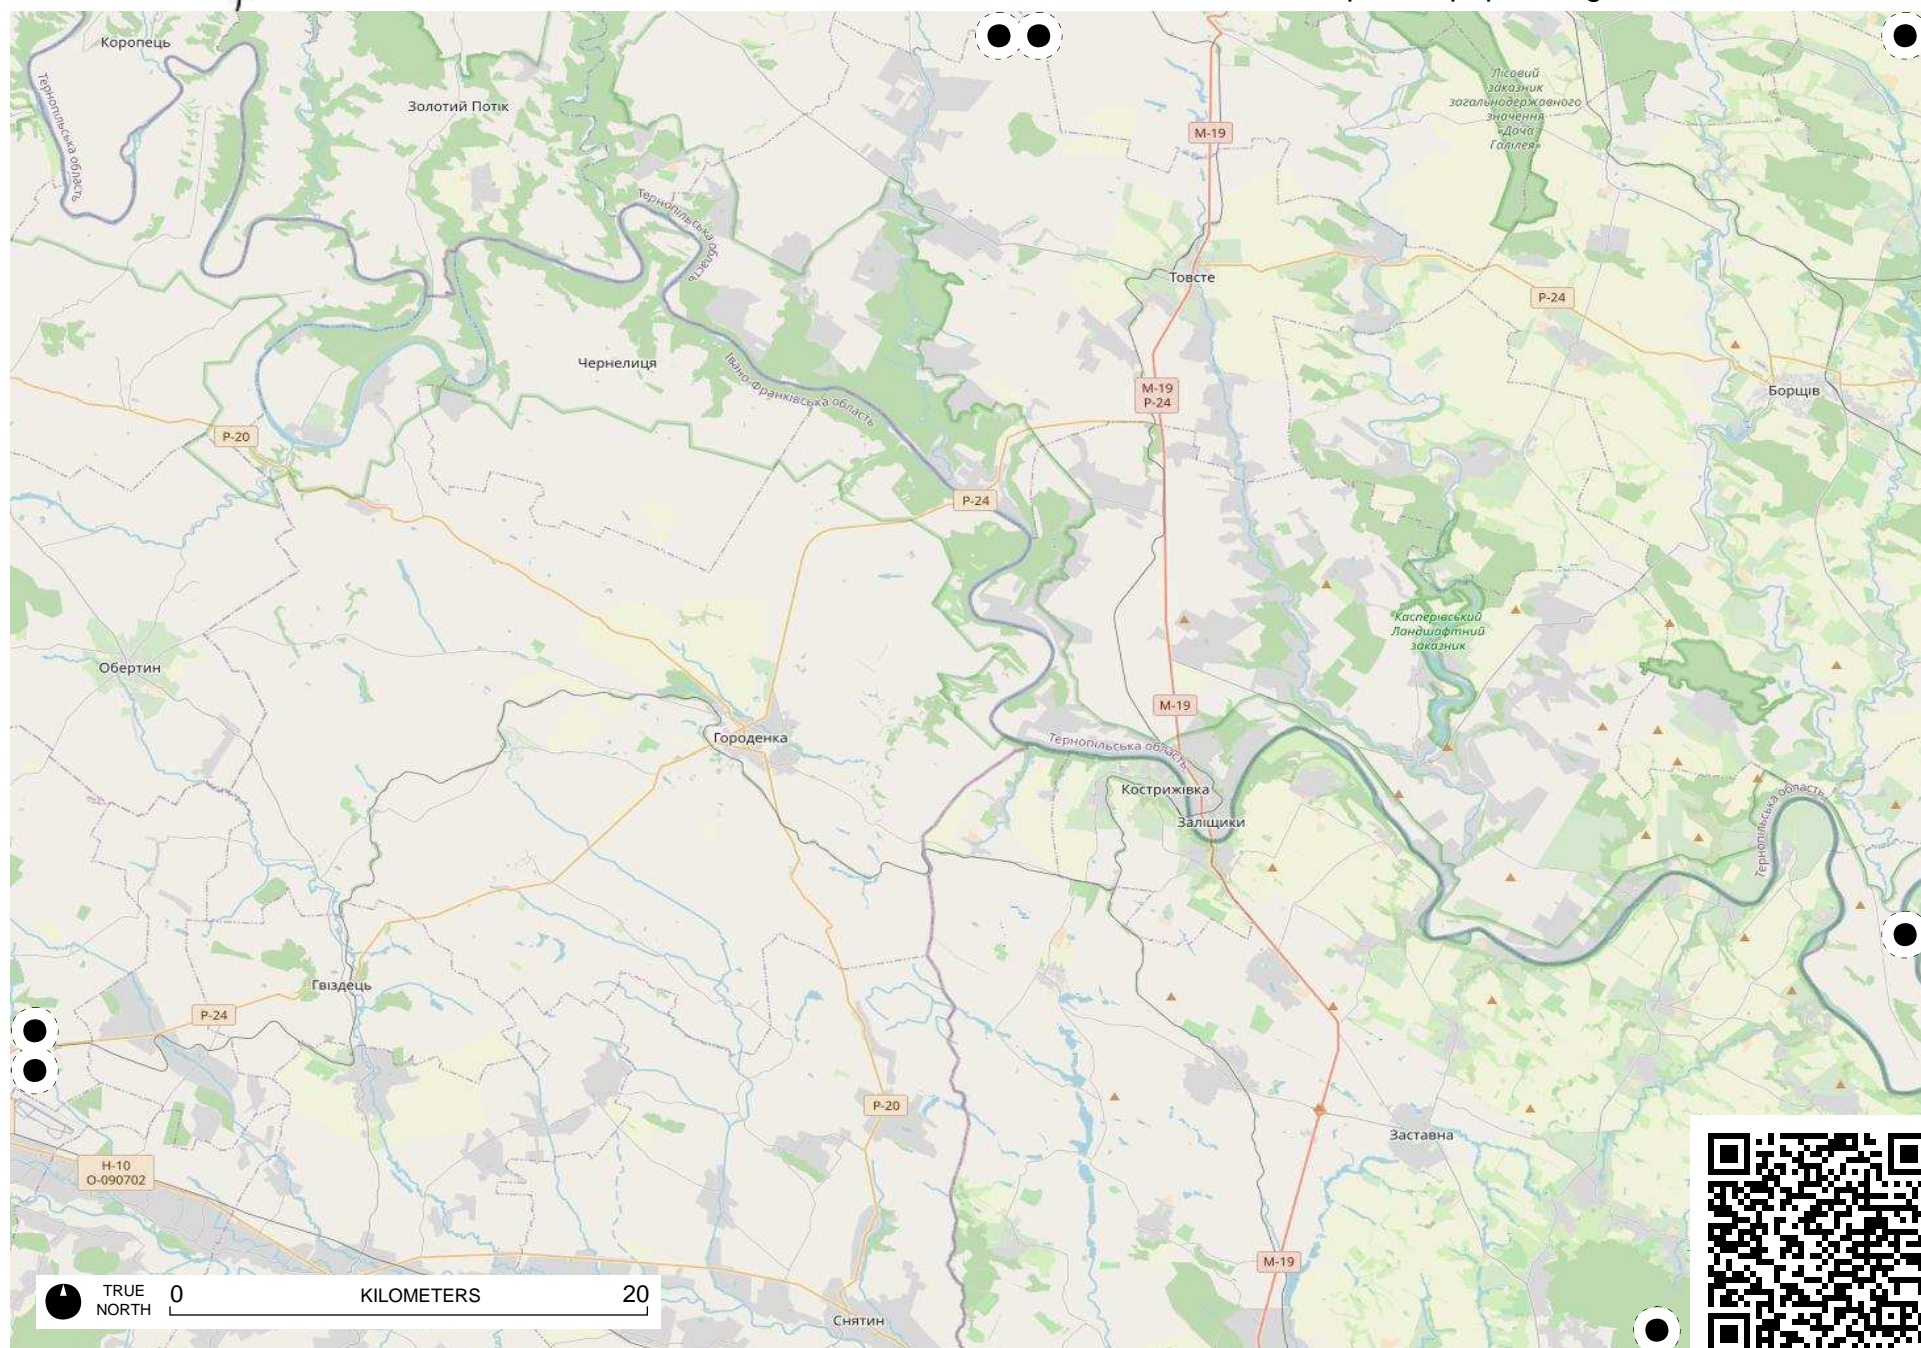 Коропець
Тернопільська область
Золотий Потік
М-19
Лісовий
заказник
загальнодержавного
значення
«Дача
Галілея»
Тернопільська область
Товсте
Р-24
Чернелиця
Івано-Франківська область
М-19
Р-24
Борщів
Р-20
Р-24
Касперівський
Ландшафтний
заказник
Обертин
М-19
Городенка
Тернопільська область
Кострижівка
Заліщики
Тернопільська область
Гвіздець
Р-24
Р-20
Заставна
Н-10
О-090702
М-19
TRUE
NORTH
0 KILOMETERS 20
Снятин